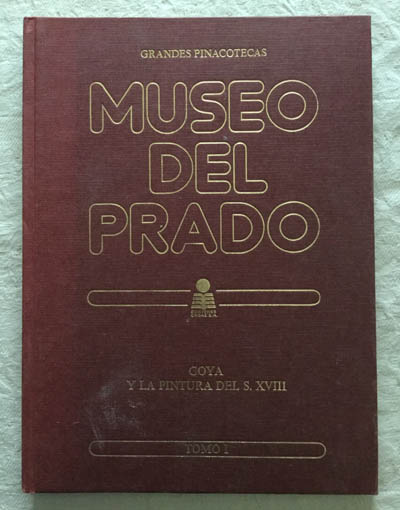 GRANDES PINACOTECAS
MUSEO
DEL
PRADO
GOYA
Y LA PINTURA DEL S. XVIII
TOMO I